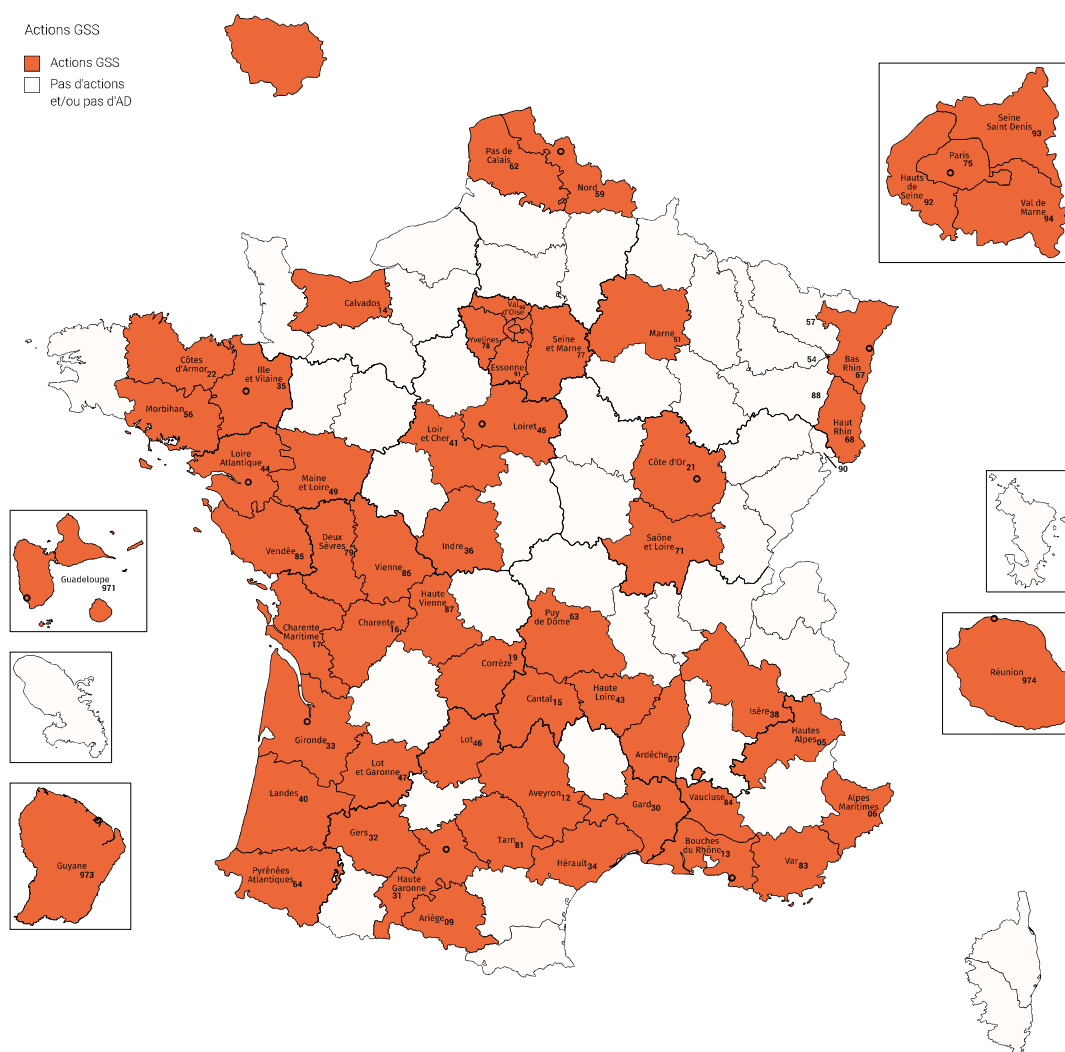 Actions GSS
Actions GSS
Pas d'actions
et/ou pas d'AD
Seine
Saint Denis 93
Paris
75
Hauts
de
Seine 92
Val de
Marne 94
Pas de
Calais
62
Nord 59
Calvados
14
Val 95
d'Oise
Yvelines
78
Essonne
91
Seine
et Marne
77
Marne
51
57
54
88
90
Bas
Rhin
67
Haut
Rhin
68
Côtes
d'Armor 22
Ille
et Vilaine
35
Morbihan
56
Loir
et Cher 41
Loiret 45
Loire
Atlantique
44
Maine
et Loire 49
Côte d'Or 21
Vendée 85
Deux
Sèvres
79
Vienne
86
Indre 36
Saône
et Loire 71
Guadeloupe
971
Haute
Vienne
87
Charente
Maritime
17
Charente
16
Puy 63
de Dôme
Corrèze 19
Réunion
974
Cantal 15
Haute
Loire 43
Isère 38
Hautes
Alpes 05
Gironde
33
Lot 46
Ardèche 07
Lot
et Garonne
47
Landes
40
Aveyron
12
Gard 30
Vaucluse
84
Alpes
Maritimes
06
Gers
32
Tarn
81
Hérault 34
Bouches
du Rhône 13
Var 83
Guyane
973
Pyrénées
Atlantiques 64
Haute
Garonne
31
Ariège 09